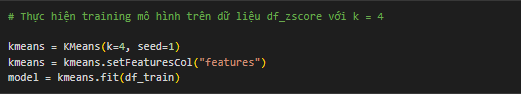 # Thực hiện training mô hình trên dữ liệu df_zscore với k = 4
kmeans = KMeans(k=4, seed=1)
kmeans = kmeans.setFeaturesCol("features")
model = kmeans.fit(df_train)